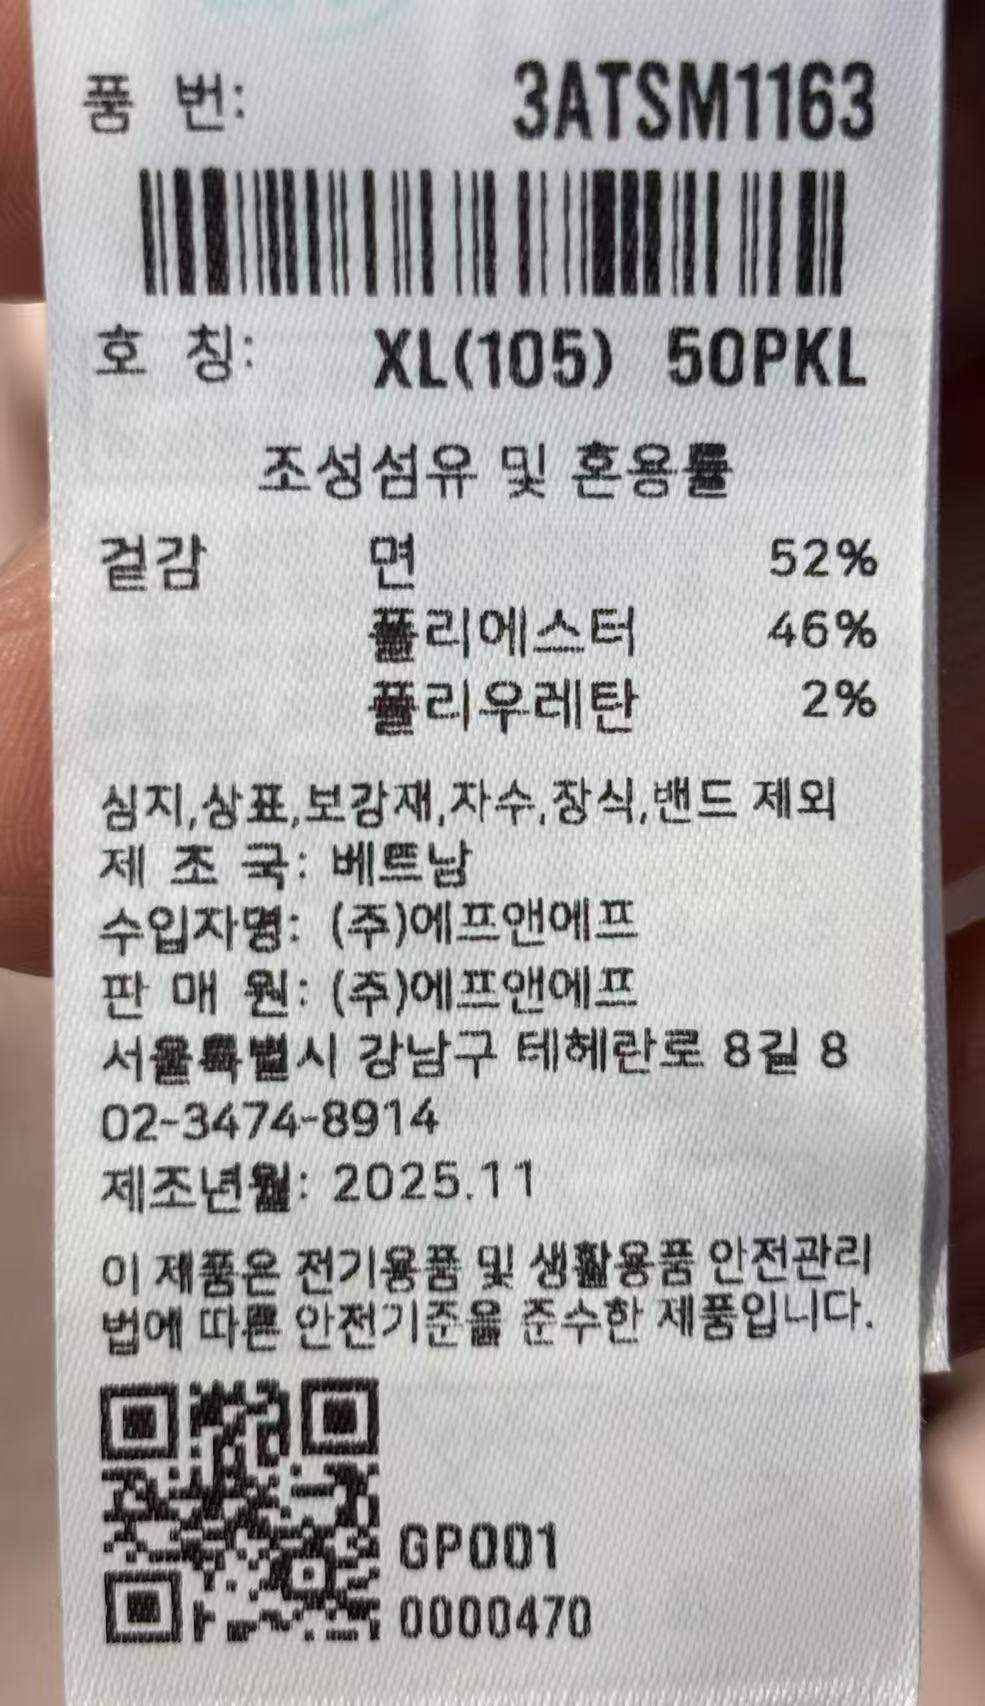 품 번: 3ATSM1163
호 칭: XL(105) 50PKL
조성섬유 및 혼용률
겉감 면 52%
폴리에스터 46%
폴리우레탄 2%
심지,상표,보강재,자수,장식,밴드 제외
제 조 국: 베트남
수입자명: (주)에프앤에프
판 매 원: (주)에프앤에프
서울특별시 강남구 테헤란로 8길 8
02-3474-8914
제조년월: 2025.11
이 제품은 전기용품 및 생활용품 안전관리
법에 따른 안전기준을 준수한 제품입니다.
GP001
0000470